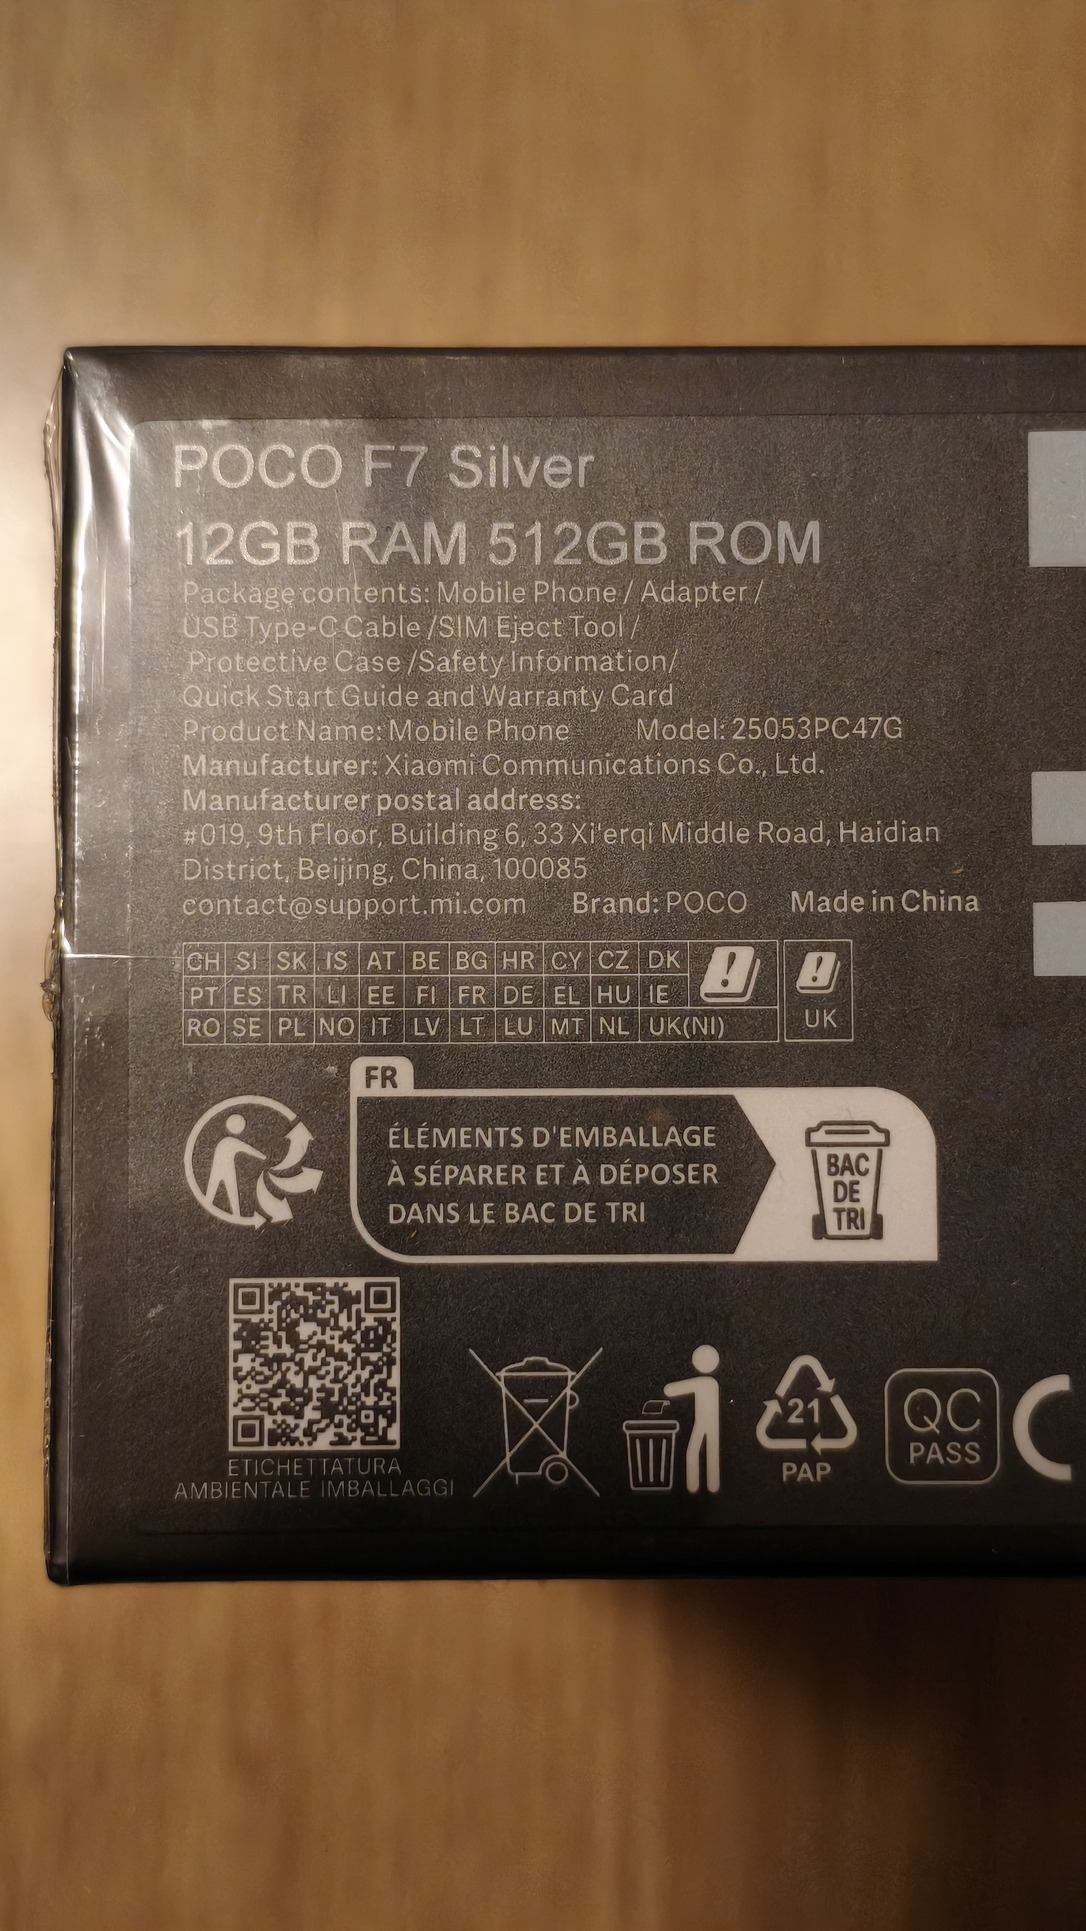 POCO F7 Silver
12GB RAM 512GB ROM
Package contents: Mobile Phone / Adapter /
USB Type-C Cable /SIM Eject Tool /
Protective Case /Safety Information/
Quick Start Guide and Warranty Card
Product Name: Mobile Phone Model: 25053PC47G
Manufacturer: Xiaomi Communications Co., Ltd.
Manufacturer postal address:
#019, 9th Floor, Building 6, 33 Xi'erqi Middle Road, Haidian
District, Beijing, China, 100085
contact@support.mi.com Brand: POCO Made in China
CH SI SK IS AT BE BG HR CY CZ DK
PT ES TR LI EE FI FR DE EL HU IE
RO SE PL NO IT LV LT LU MT NL UK(NI) UK
FR
ÉLÉMENTS D'EMBALLAGE
À SÉPARER ET À DÉPOSER
DANS LE BAC DE TRI
BAC
DE
TRI
ETICHETTATURA
AMBIENTALE IMBALLAGGI
21
PAP
QC
PASS